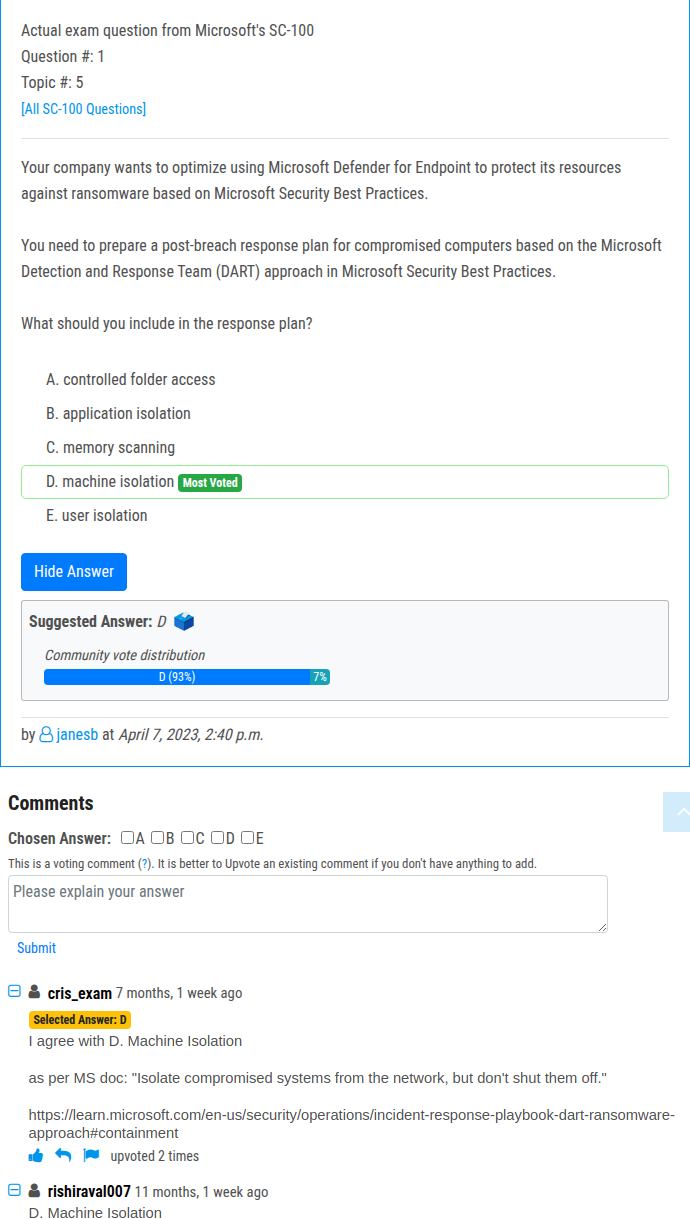 Actual exam question from Microsoft's SC-100
Question #: 1
Topic #: 5
[All SC-100 Questions]
Your company wants to optimize using Microsoft Defender for Endpoint to protect its resources
against ransomware based on Microsoft Security Best Practices.
You need to prepare a post-breach response plan for compromised computers based on the Microsoft
Detection and Response Team (DART) approach in Microsoft Security Best Practices.
What should you include in the response plan?
A. controlled folder access
B. application isolation
C. memory scanning
D. machine isolation Most Voted
E. user isolation
Hide Answer
Suggested Answer: D
Community vote distribution
D (93%) 7%
by janesb at April 7, 2023, 2:40 p.m.
Comments
Chosen Answer: A B C D E
This is a voting comment (?). It is better to Upvote an existing comment if you don't have anything to add.
Please explain your answer
Submit
cris_exam 7 months, 1 week ago
Selected Answer: D
I agree with D. Machine Isolation
as per MS doc: "Isolate compromised systems from the network, but don't shut them off."
https://learn.microsoft.com/en-us/security/operations/incident-response-playbook-dart-ransomware-
approach#containment
upvoted 2 times
rishiraval007 11 months, 1 week ago
D. Machine Isolation